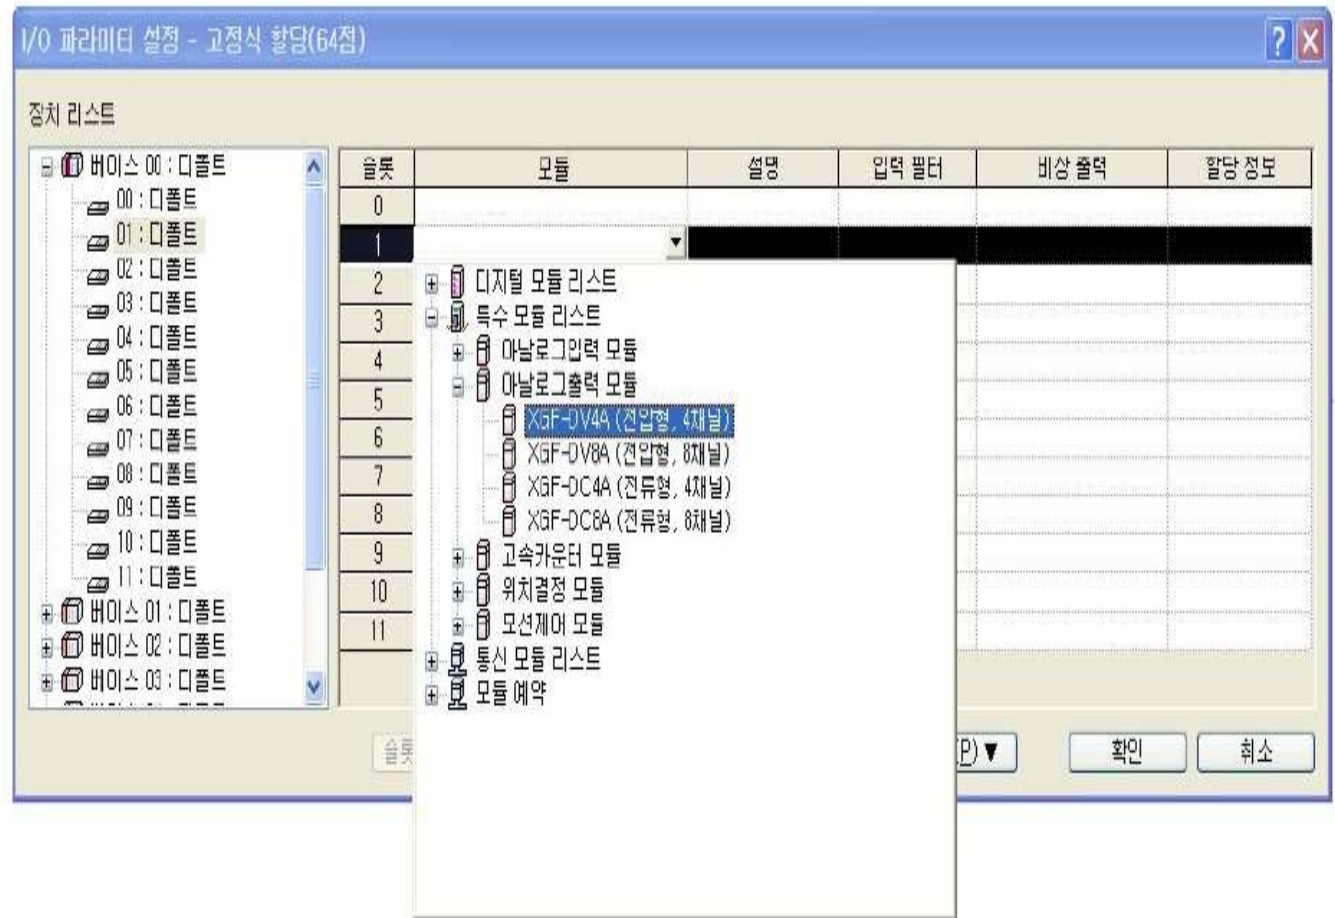 I/O 파라미터 설정 - 고정식 할당(64점)
장치 리스트
베이스 00 : 디폴트
00 : 디폴트
01 : 디폴트
02 : 디폴트
03 : 디폴트
04 : 디폴트
05 : 디폴트
06 : 디폴트
07 : 디폴트
08 : 디폴트
09 : 디폴트
10 : 디폴트
11 : 디폴트
베이스 01 : 디폴트
베이스 02 : 디폴트
베이스 03 : 디폴트
슬롯 모듈 설명 입력 필터 비상 출력 할당 정보
0
1
2
3
4
5
6
7
8
9
10
11
디지털 모듈 리스트
특수 모듈 리스트
아날로그입력 모듈
아날로그출력 모듈
XGF-DV4A (전압형, 4채널)
XGF-DV8A (전압형, 8채널)
XGF-DC4A (전류형, 4채널)
XGF-DC8A (전류형, 8채널)
고속카운터 모듈
위치결정 모듈
모션제어 모듈
통신 모듈 리스트
모듈 예약
(P)▼ 확인 취소